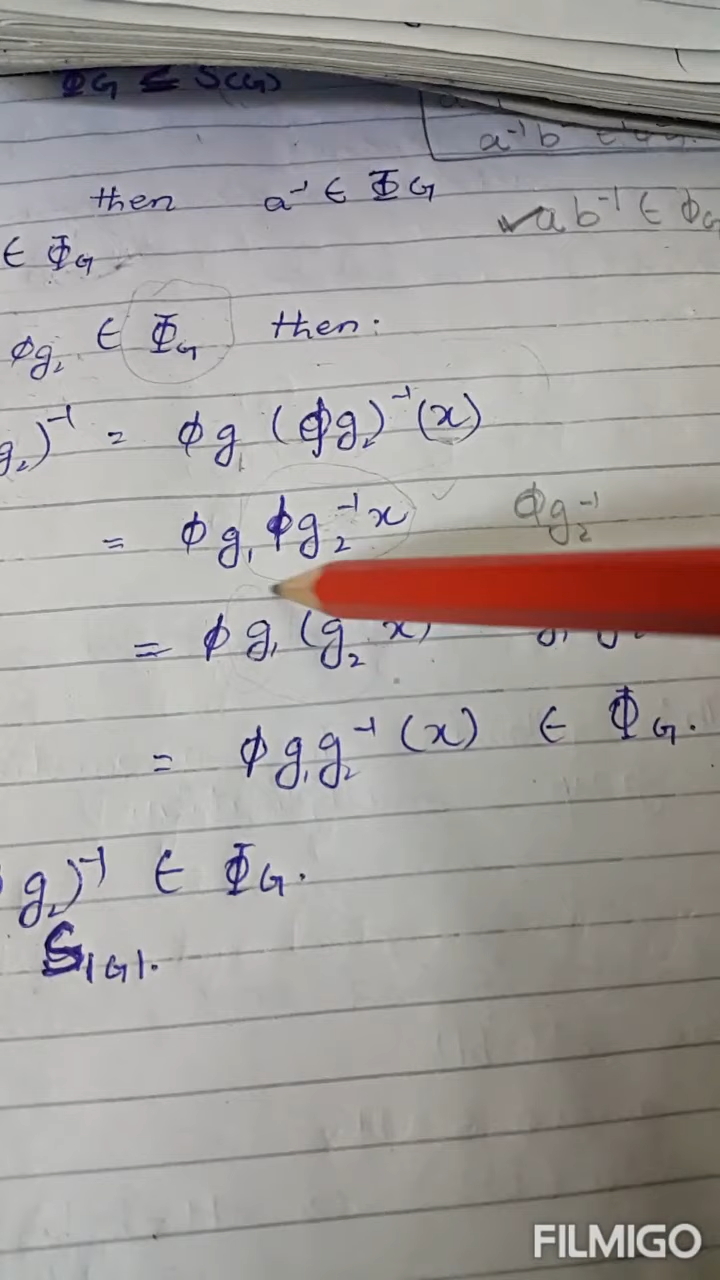 ΦG ≤ S(G)
a⁻¹b⁻
then a⁻¹ ∈ ΦG
ab⁻¹ ∈ ϕG
∈ ΦG
ϕg₂ ∈ ΦG then:
g₂)⁻¹ = ϕg₁ (ϕg₂)⁻¹(x)
= ϕg₁ ϕg₂⁻¹x ϕg₂⁻¹
= ϕg₁ (g₂ x)
= ϕg₁g₂⁻¹ (x) ∈ ΦG.
g₂)⁻¹ ∈ ΦG.
S|G|.
FILMIGO